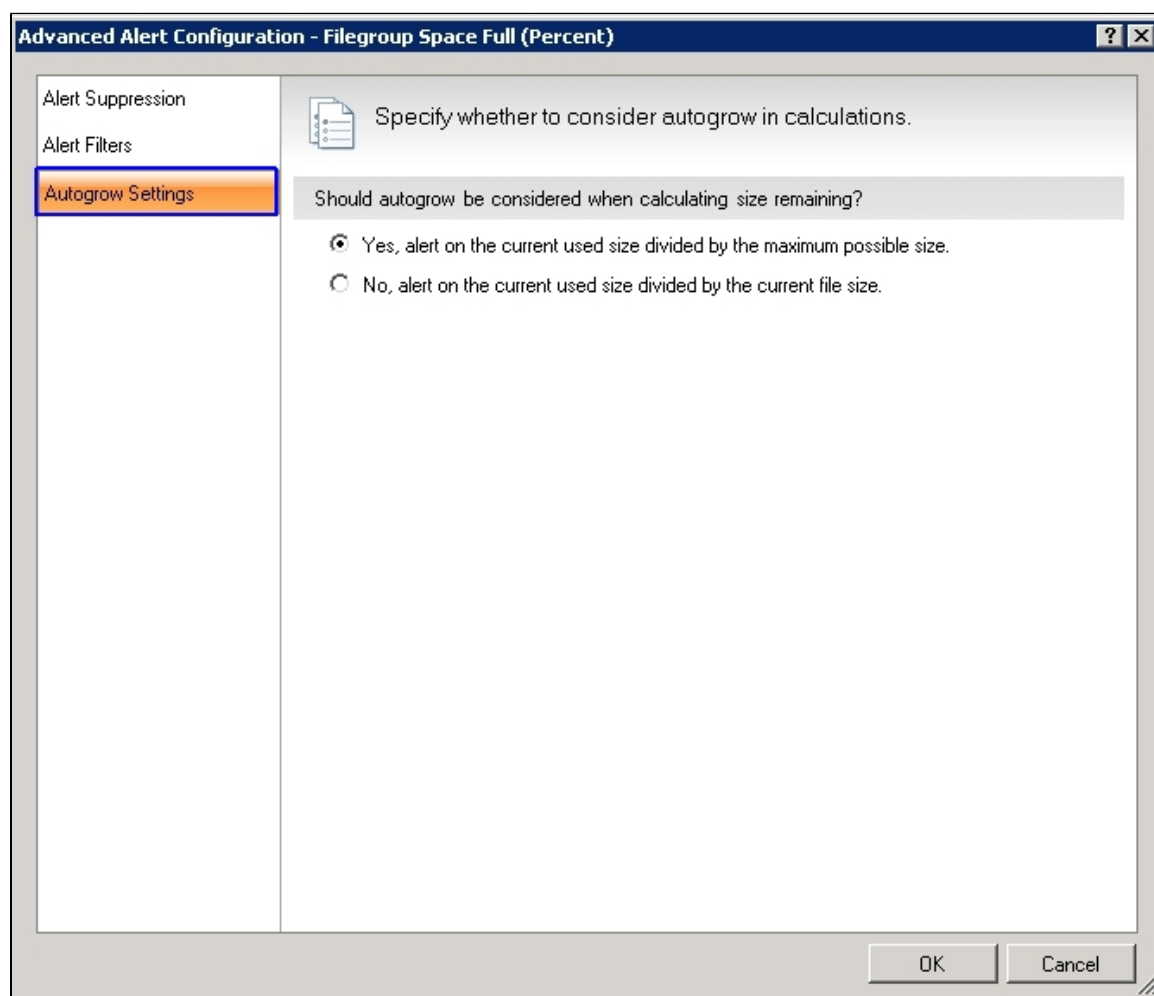 Advanced Alert Configuration - Filegroup Space Full (Percent)
Alert Suppression
Alert Filters
Autogrow Settings
Specify whether to consider autogrow in calculations.
Should autogrow be considered when calculating size remaining?
Yes, alert on the current used size divided by the maximum possible size.
No, alert on the current used size divided by the current file size.
OK
Cancel